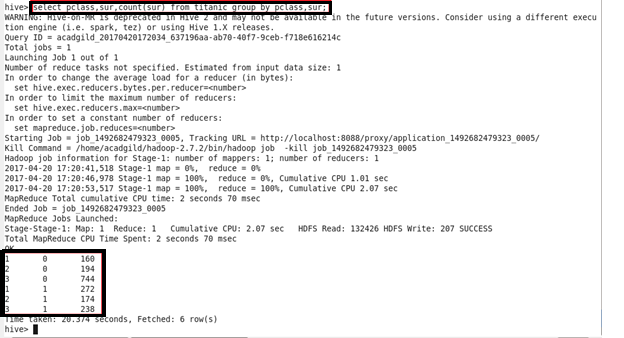 hive> select pclass,sur,count(sur) from titanic group by pclass,sur;
WARNING: Hive-on-MR is deprecated in Hive 2 and may not be available in the future versions. Consider using a different execu
tion engine (i.e. spark, tez) or using Hive 1.X releases.
Query ID = acadgild_20170420172034_637196aa-ab70-40f7-9ceb-f718e616214c
Total jobs = 1
Launching Job 1 out of 1
Number of reduce tasks not specified. Estimated from input data size: 1
In order to change the average load for a reducer (in bytes):
  set hive.exec.reducers.bytes.per.reducer=<number>
In order to limit the maximum number of reducers:
  set hive.exec.reducers.max=<number>
In order to set a constant number of reducers:
  set mapreduce.job.reduces=<number>
Starting Job = job_1492682479323_0005, Tracking URL = http://localhost:8088/proxy/application_1492682479323_0005/
Kill Command = /home/acadgild/hadoop-2.7.2/bin/hadoop job  -kill job_1492682479323_0005
Hadoop job information for Stage-1: number of mappers: 1; number of reducers: 1
2017-04-20 17:20:41,518 Stage-1 map = 0%,  reduce = 0%
2017-04-20 17:20:46,978 Stage-1 map = 100%,  reduce = 0%, Cumulative CPU 1.01 sec
2017-04-20 17:20:53,517 Stage-1 map = 100%,  reduce = 100%, Cumulative CPU 2.07 sec
MapReduce Total cumulative CPU time: 2 seconds 70 msec
Ended Job = job_1492682479323_0005
MapReduce Jobs Launched:
Stage-Stage-1: Map: 1  Reduce: 1   Cumulative CPU: 2.07 sec   HDFS Read: 132426 HDFS Write: 207 SUCCESS
Total MapReduce CPU Time Spent: 2 seconds 70 msec
OK
1 0 160
2 0 194
3 0 744
1 1 272
2 1 174
3 1 238
Time taken: 20.374 seconds, Fetched: 6 row(s)
hive>